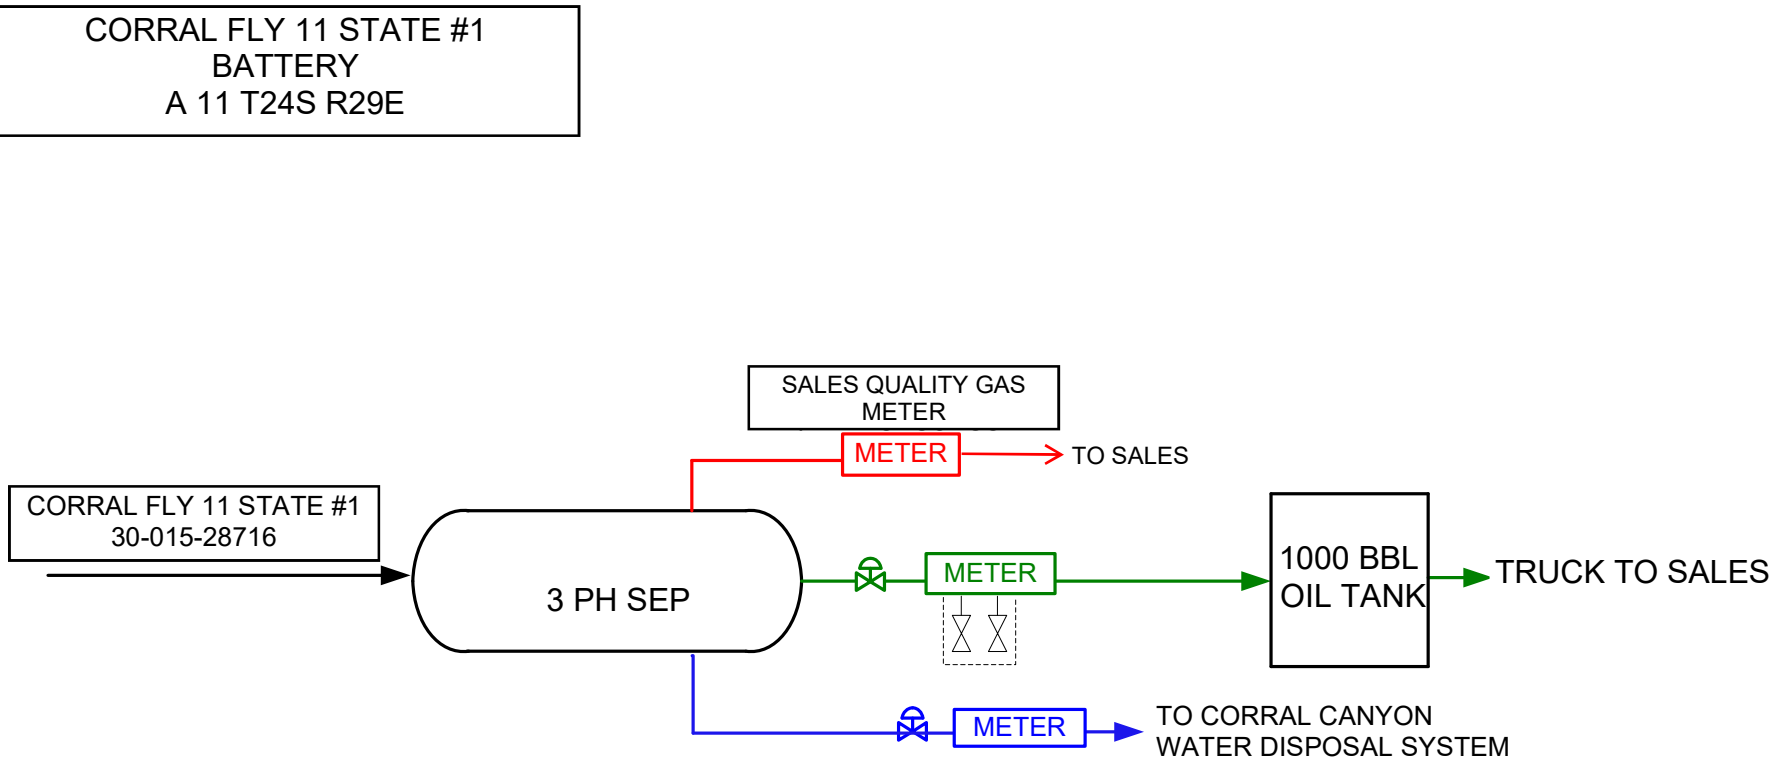 CORRAL FLY 11 STATE #1
BATTERY
A 11 T24S R29E
SALES QUALITY GAS
METER
METER
TO SALES
CORRAL FLY 11 STATE #1
30-015-28716
3 PH SEP
METER
1000 BBL
OIL TANK
TRUCK TO SALES
METER
TO CORRAL CANYON
WATER DISPOSAL SYSTEM